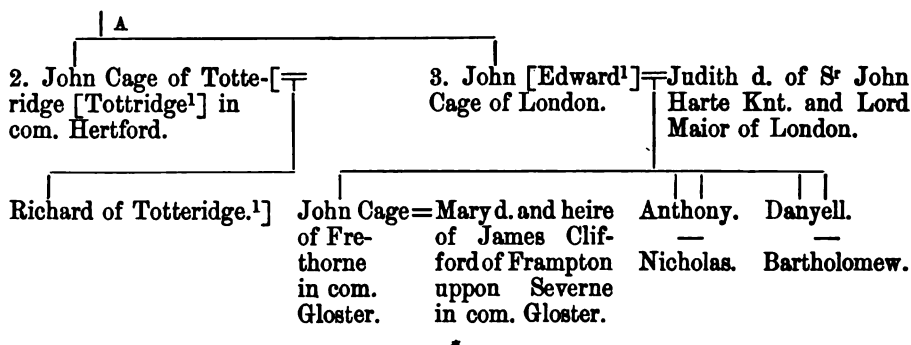 A
2. John Cage of Totte-[
ridge [Tottridge¹] in
com. Hertford.
3. John [Edward¹]=Judith d. of Sʳ John
Cage of London. Harte Knt. and Lord
Maior of London.
Richard of Totteridge.¹]
John Cage=Mary d. and heire
of Fre- of James Clif-
thorne ford of Frampton
in com. uppon Severne
Gloster. in com. Gloster.
Anthony. Danyell.
Nicholas. Bartholomew.